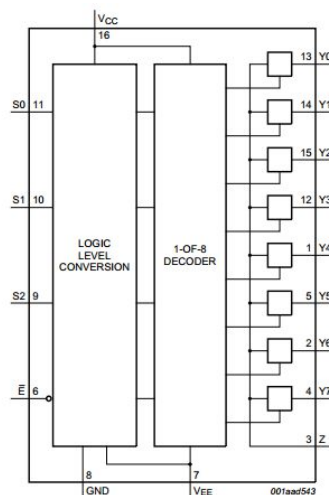 VCC
16
13 Y0
S0 11
14 Y1
15 Y2
S1 10
12 Y3
LOGIC
LEVEL
CONVERSION
1-OF-8
DECODER
1 Y4
S2 9
5 Y5
2 Y6
E̅ 6
4 Y7
3 Z
8
GND
7
VEE
001aad543